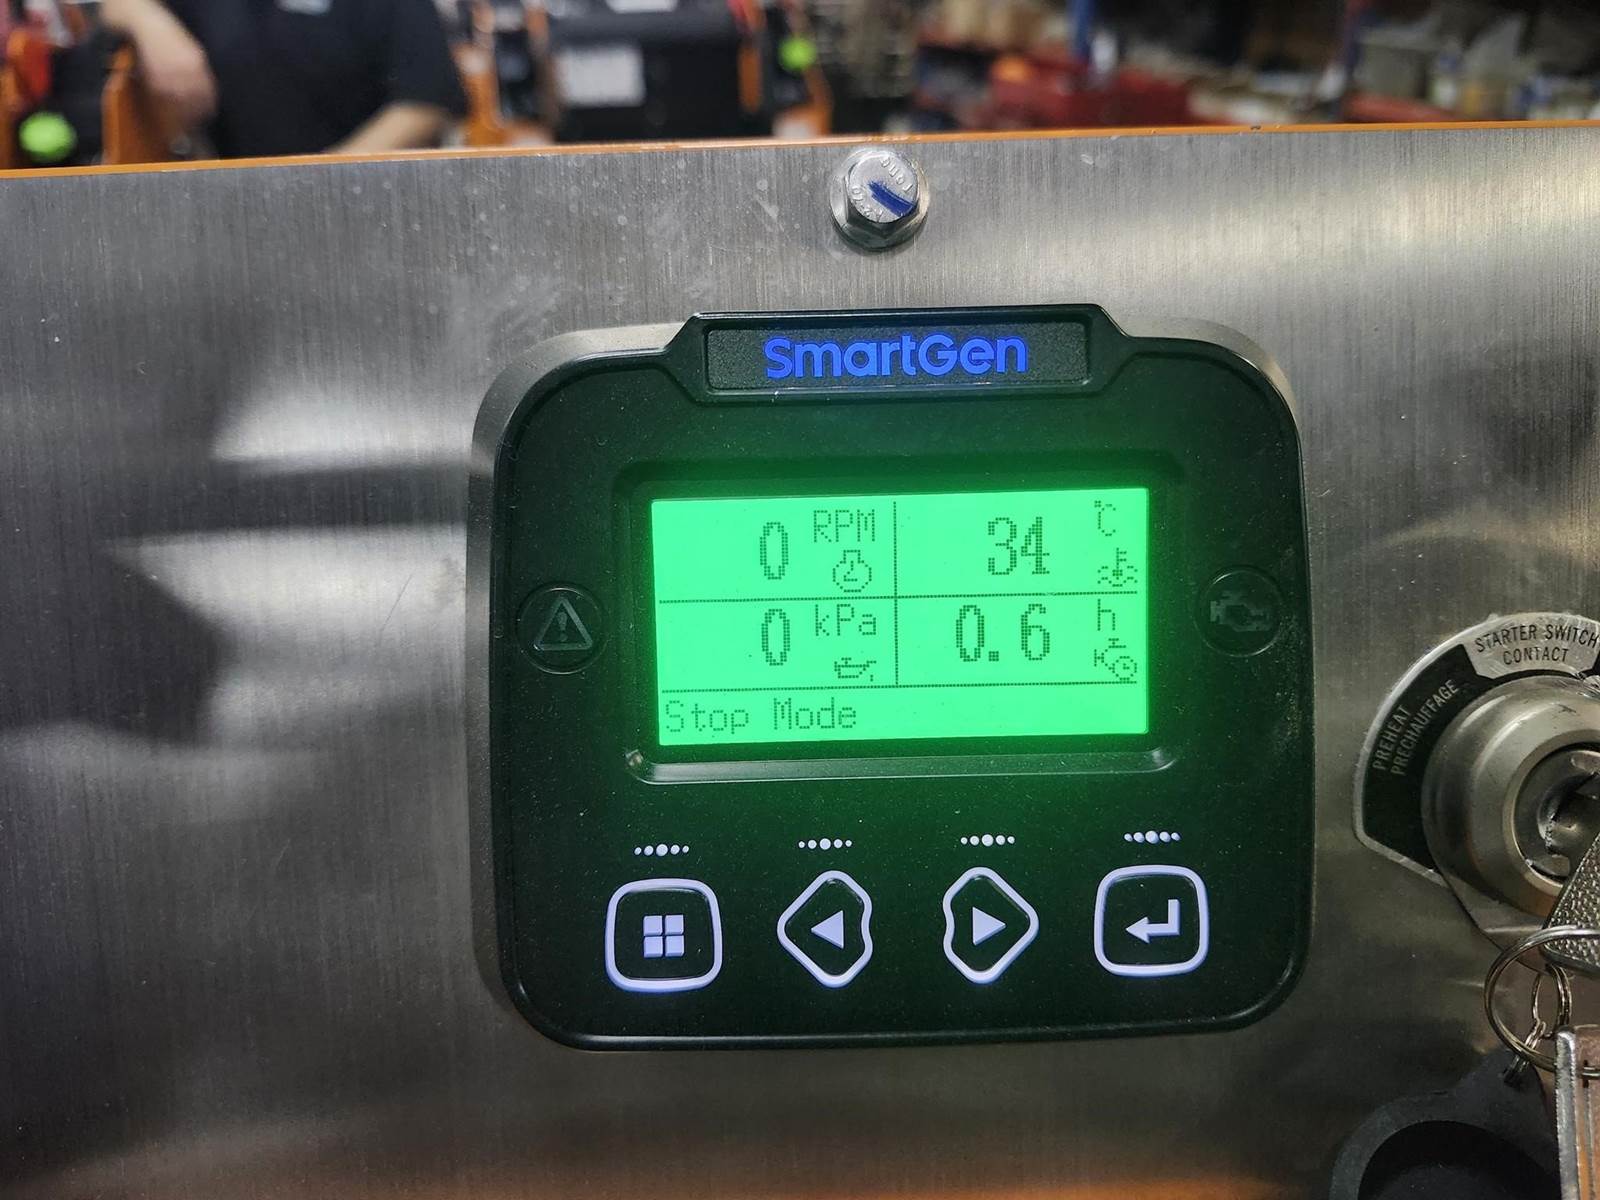 SmartGen
0 RPM
34 °C
0 kPa
0.6 h
Stop Mode
STARTER SWITCH
CONTACT
PREHEAT
PRECHAUFFAGE